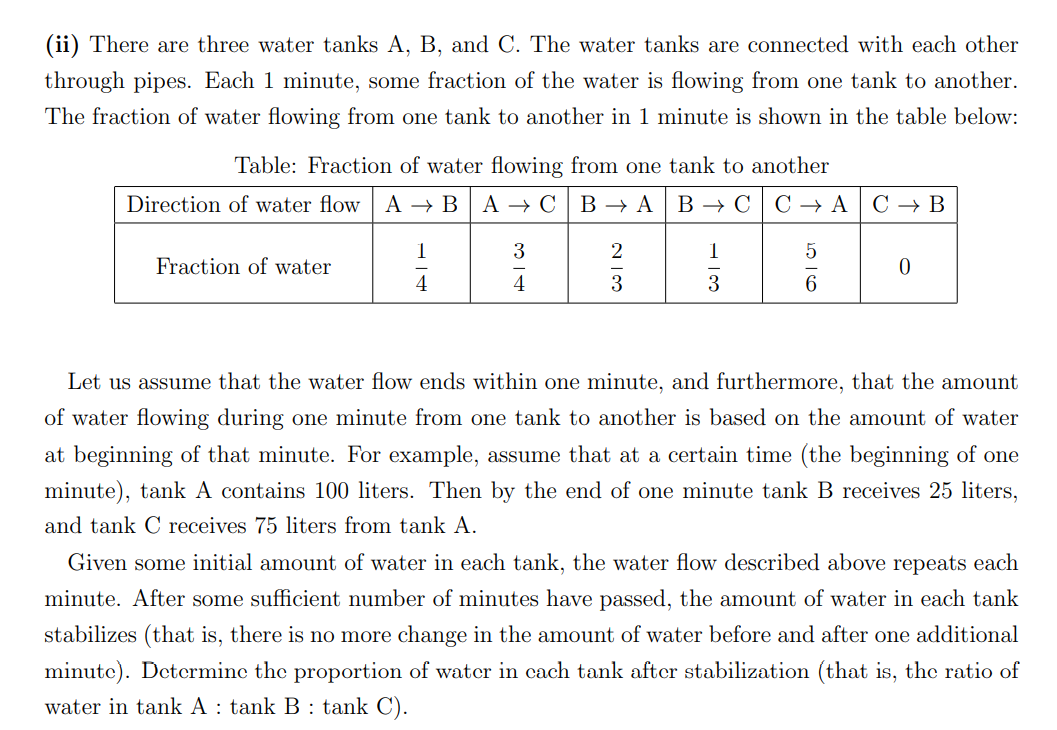 (ii) There are three water tanks A, B, and C. The water tanks are connected with each other
through pipes. Each 1 minute, some fraction of the water is flowing from one tank to another.
The fraction of water flowing from one tank to another in 1 minute is shown in the table below:
Table: Fraction of water flowing from one tank to another
Direction of water flow A → B A → C B → A B → C C → A C → B
Fraction of water 1/4 3/4 2/3 1/3 5/6 0
Let us assume that the water flow ends within one minute, and furthermore, that the amount
of water flowing during one minute from one tank to another is based on the amount of water
at beginning of that minute. For example, assume that at a certain time (the beginning of one
minute), tank A contains 100 liters. Then by the end of one minute tank B receives 25 liters,
and tank C receives 75 liters from tank A.
Given some initial amount of water in each tank, the water flow described above repeats each
minute. After some sufficient number of minutes have passed, the amount of water in each tank
stabilizes (that is, there is no more change in the amount of water before and after one additional
minute). Determine the proportion of water in each tank after stabilization (that is, the ratio of
water in tank A : tank B : tank C).